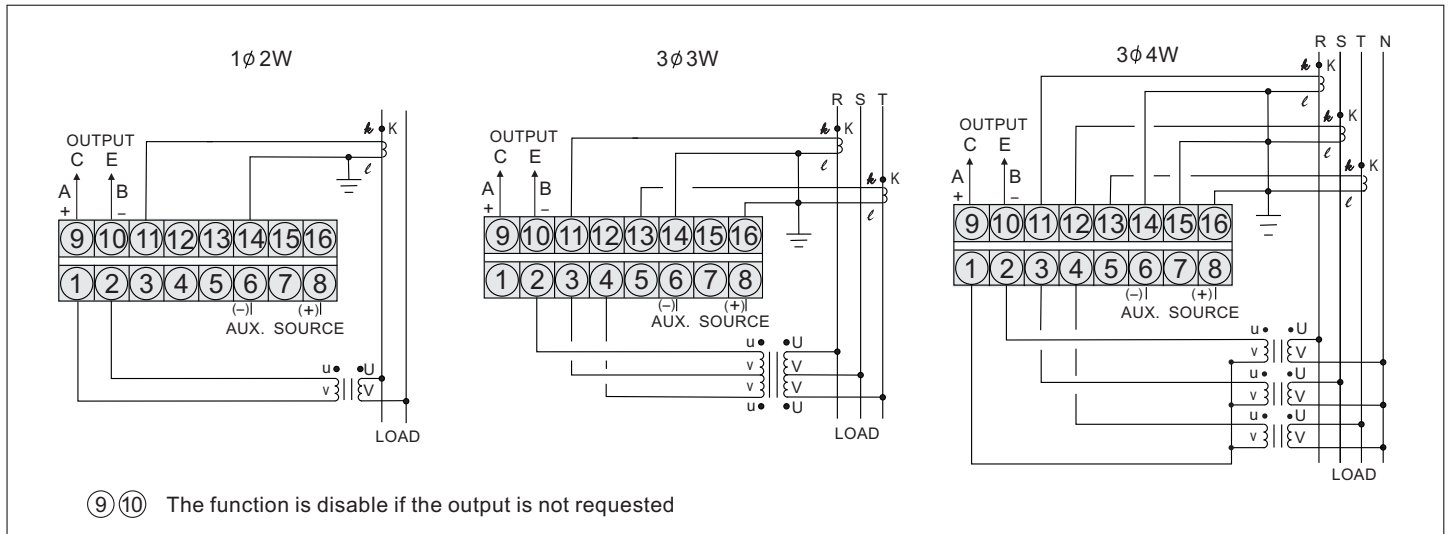 1ϕ2W
OUTPUT
C E
A B
+ −
k K
ℓ
9 10 11 12 13 14 15 16
1 2 3 4 5 6 7 8
(−) (+)
AUX. SOURCE
u U
v V
LOAD
3ϕ3W
R S T
OUTPUT
C E
A B
+ −
k K
ℓ
k K
ℓ
9 10 11 12 13 14 15 16
1 2 3 4 5 6 7 8
(−) (+)
AUX. SOURCE
u U
v V
v V
u U
LOAD
3ϕ4W
R S T N
OUTPUT
C E
A B
+ −
k K
ℓ
k K
ℓ
k K
ℓ
9 10 11 12 13 14 15 16
1 2 3 4 5 6 7 8
(−) (+)
AUX. SOURCE
u U
v V
u U
v V
u U
v V
LOAD
9 10 The function is disable if the output is not requested